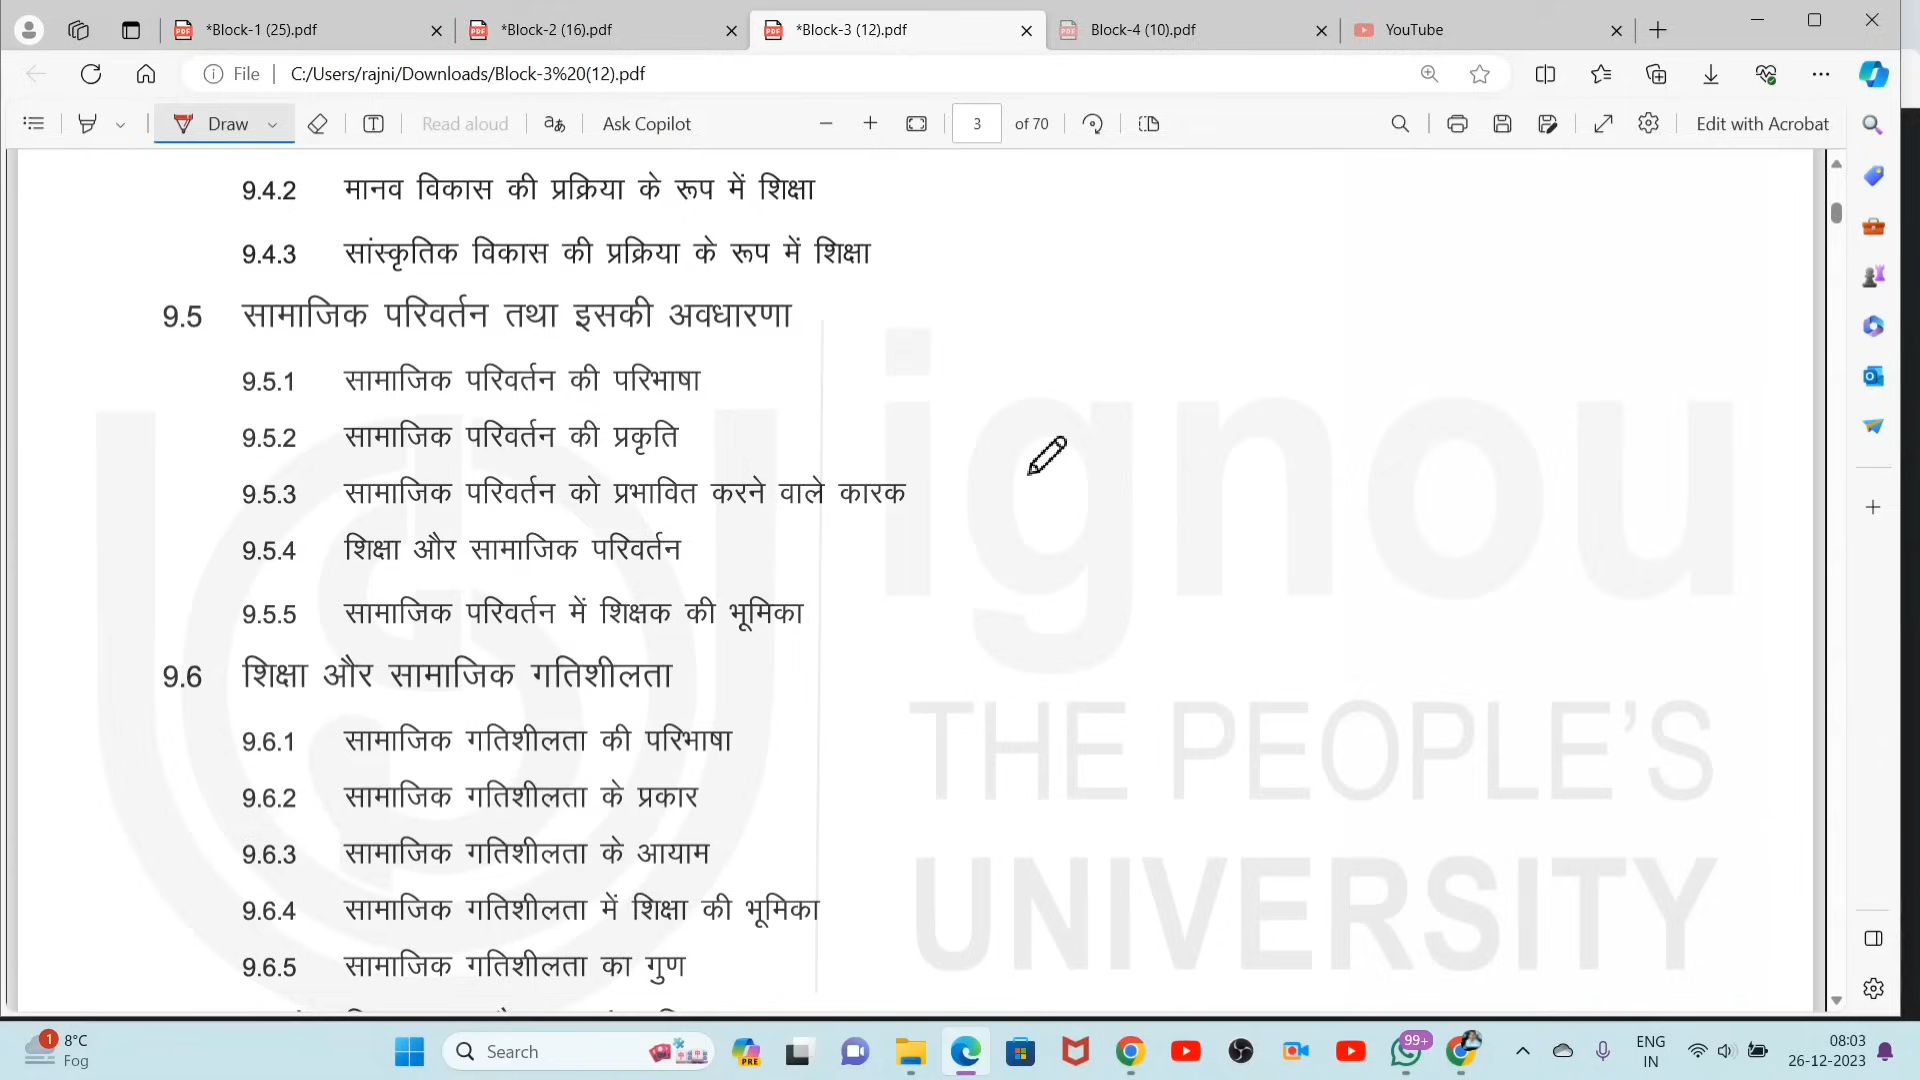 *Block-1 (25).pdf
*Block-2 (16).pdf
*Block-3 (12).pdf
Block-4 (10).pdf
YouTube
File
C:/Users/rajni/Downloads/Block-3%20(12).pdf
Draw
Read aloud
Ask Copilot
3
of 70
Edit with Acrobat
9.4.2 मानव विकास की प्रक्रिया के रूप में शिक्षा
9.4.3 सांस्कृतिक विकास की प्रक्रिया के रूप में शिक्षा
9.5 सामाजिक परिवर्तन तथा इसकी अवधारणा
9.5.1 सामाजिक परिवर्तन की परिभाषा
9.5.2 सामाजिक परिवर्तन की प्रकृति
9.5.3 सामाजिक परिवर्तन को प्रभावित करने वाले कारक
9.5.4 शिक्षा और सामाजिक परिवर्तन
9.5.5 सामाजिक परिवर्तन में शिक्षक की भूमिका
9.6 शिक्षा और सामाजिक गतिशीलता
9.6.1 सामाजिक गतिशीलता की परिभाषा
9.6.2 सामाजिक गतिशीलता के प्रकार
9.6.3 सामाजिक गतिशीलता के आयाम
9.6.4 सामाजिक गतिशीलता में शिक्षा की भूमिका
9.6.5 सामाजिक गतिशीलता का गुण
ignou
THE PEOPLE'S
UNIVERSITY
1
8°C
Fog
Search
PRE
99+
ENG
IN
08:03
26-12-2023